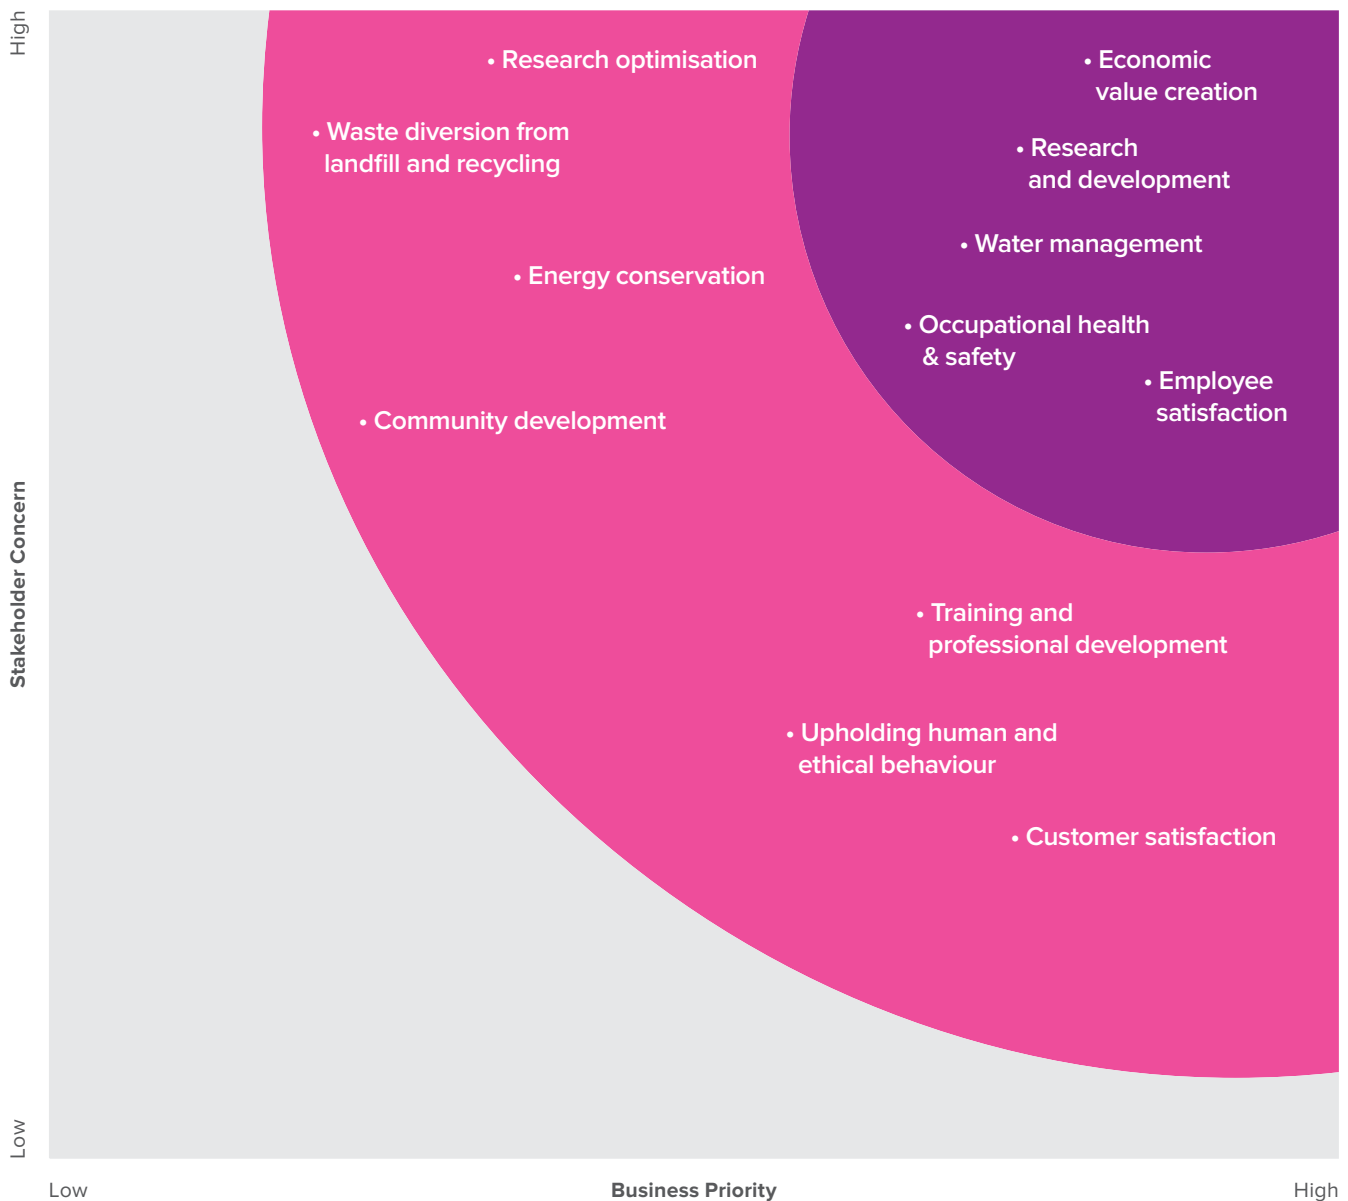 High
• Research optimisation
• Economic
value creation
• Waste diversion from
landfill and recycling
• Research
and development
• Water management
• Energy conservation
• Occupational health
& safety
• Employee
satisfaction
• Community development
Stakeholder Concern
• Training and
professional development
• Upholding human and
ethical behaviour
• Customer satisfaction
Low
Low
Business Priority
High